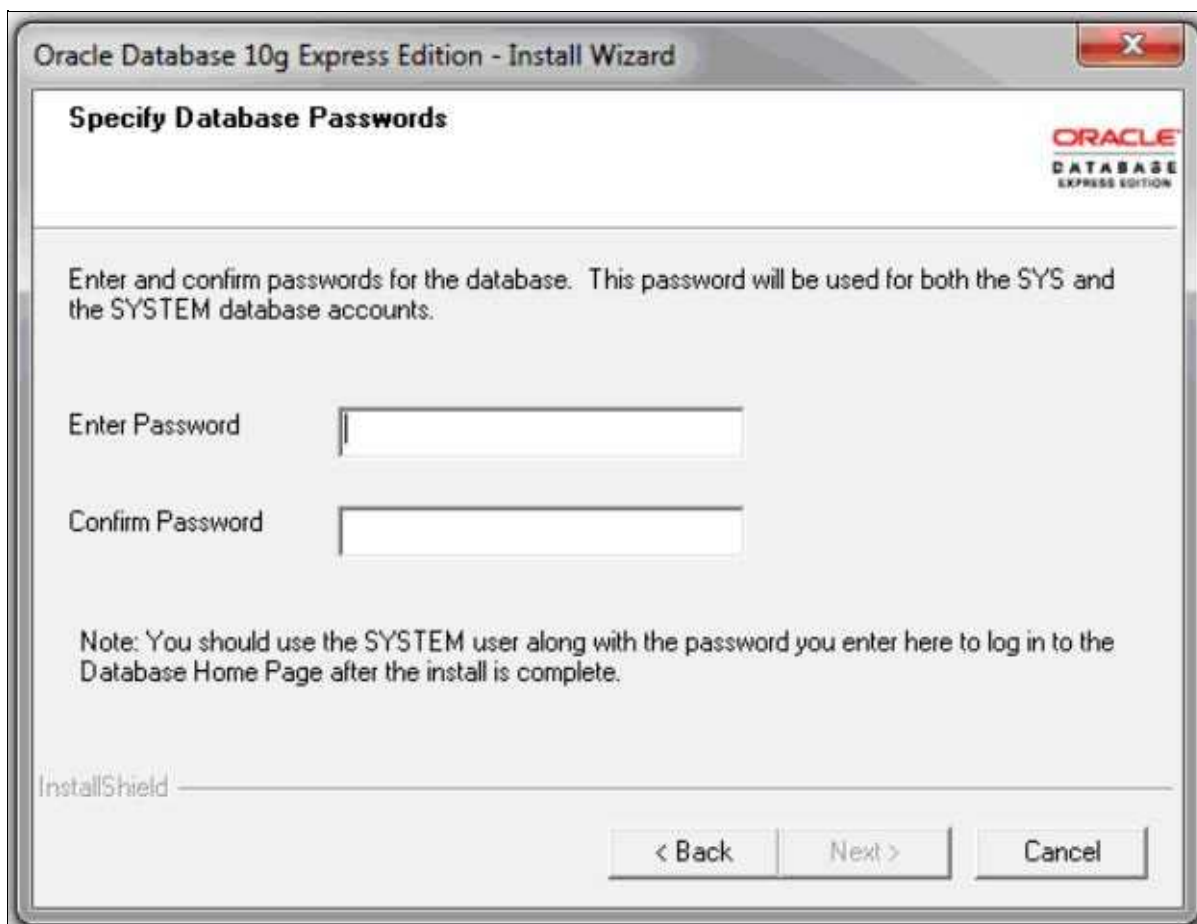 Oracle Database 10g Express Edition - Install Wizard
Specify Database Passwords
ORACLE
DATABASE
EXPRESS EDITION
Enter and confirm passwords for the database.  This password will be used for both the SYS and
the SYSTEM database accounts.
Enter Password
Confirm Password
Note: You should use the SYSTEM user along with the password you enter here to log in to the
Database Home Page after the install is complete.
InstallShield
< Back
Next >
Cancel